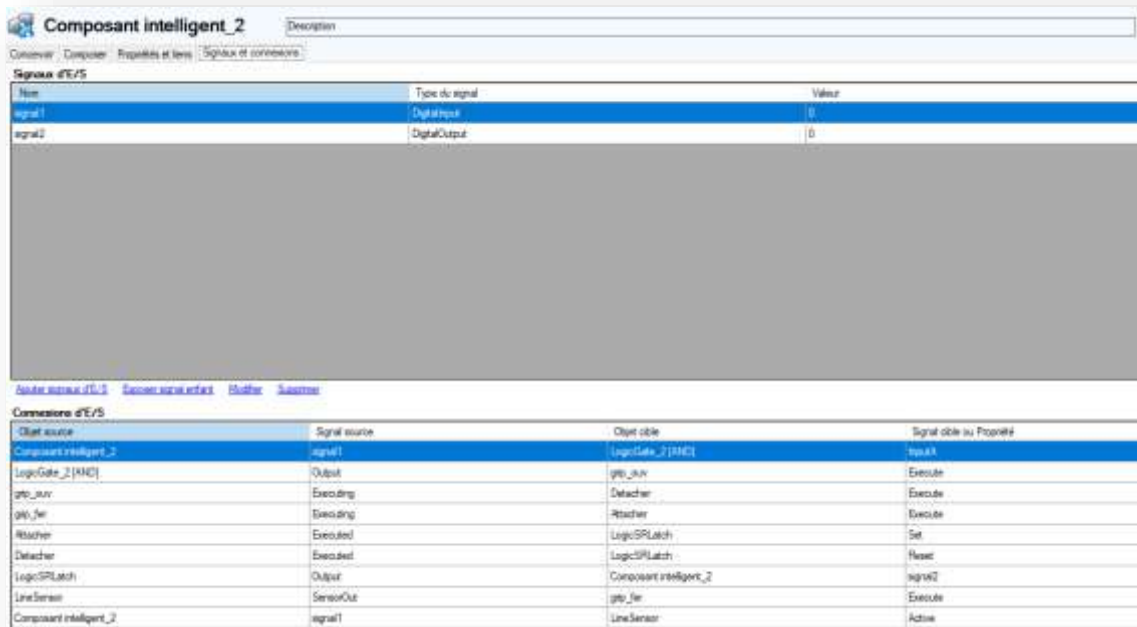 Composant intelligent_2 Description
Concevoir Composer Propriétés et liens Signaux et connexions
Signaux d'E/S
Nom Type du signal Valeur
signal1 DigitalInput 0
signal2 DigitalOutput 0
Ajouter signaux d'E/S Exposer signal enfant Modifier Supprimer
Connexions d'E/S
Objet source Signal source Objet cible Signal cible ou Propriété
Composant intelligent_2 signal1 LogicGate_2 [AND] InputA
LogicGate_2 [AND] Output grip_ouv Execute
grip_ouv Executing Detacher Execute
grip_fer Executing Attacher Execute
Attacher Executed LogicSRLatch Set
Detacher Executed LogicSRLatch Reset
LogicSRLatch Output Composant intelligent_2 signal2
LineSensor SensorOut grip_fer Execute
Composant intelligent_2 signal1 LineSensor Active